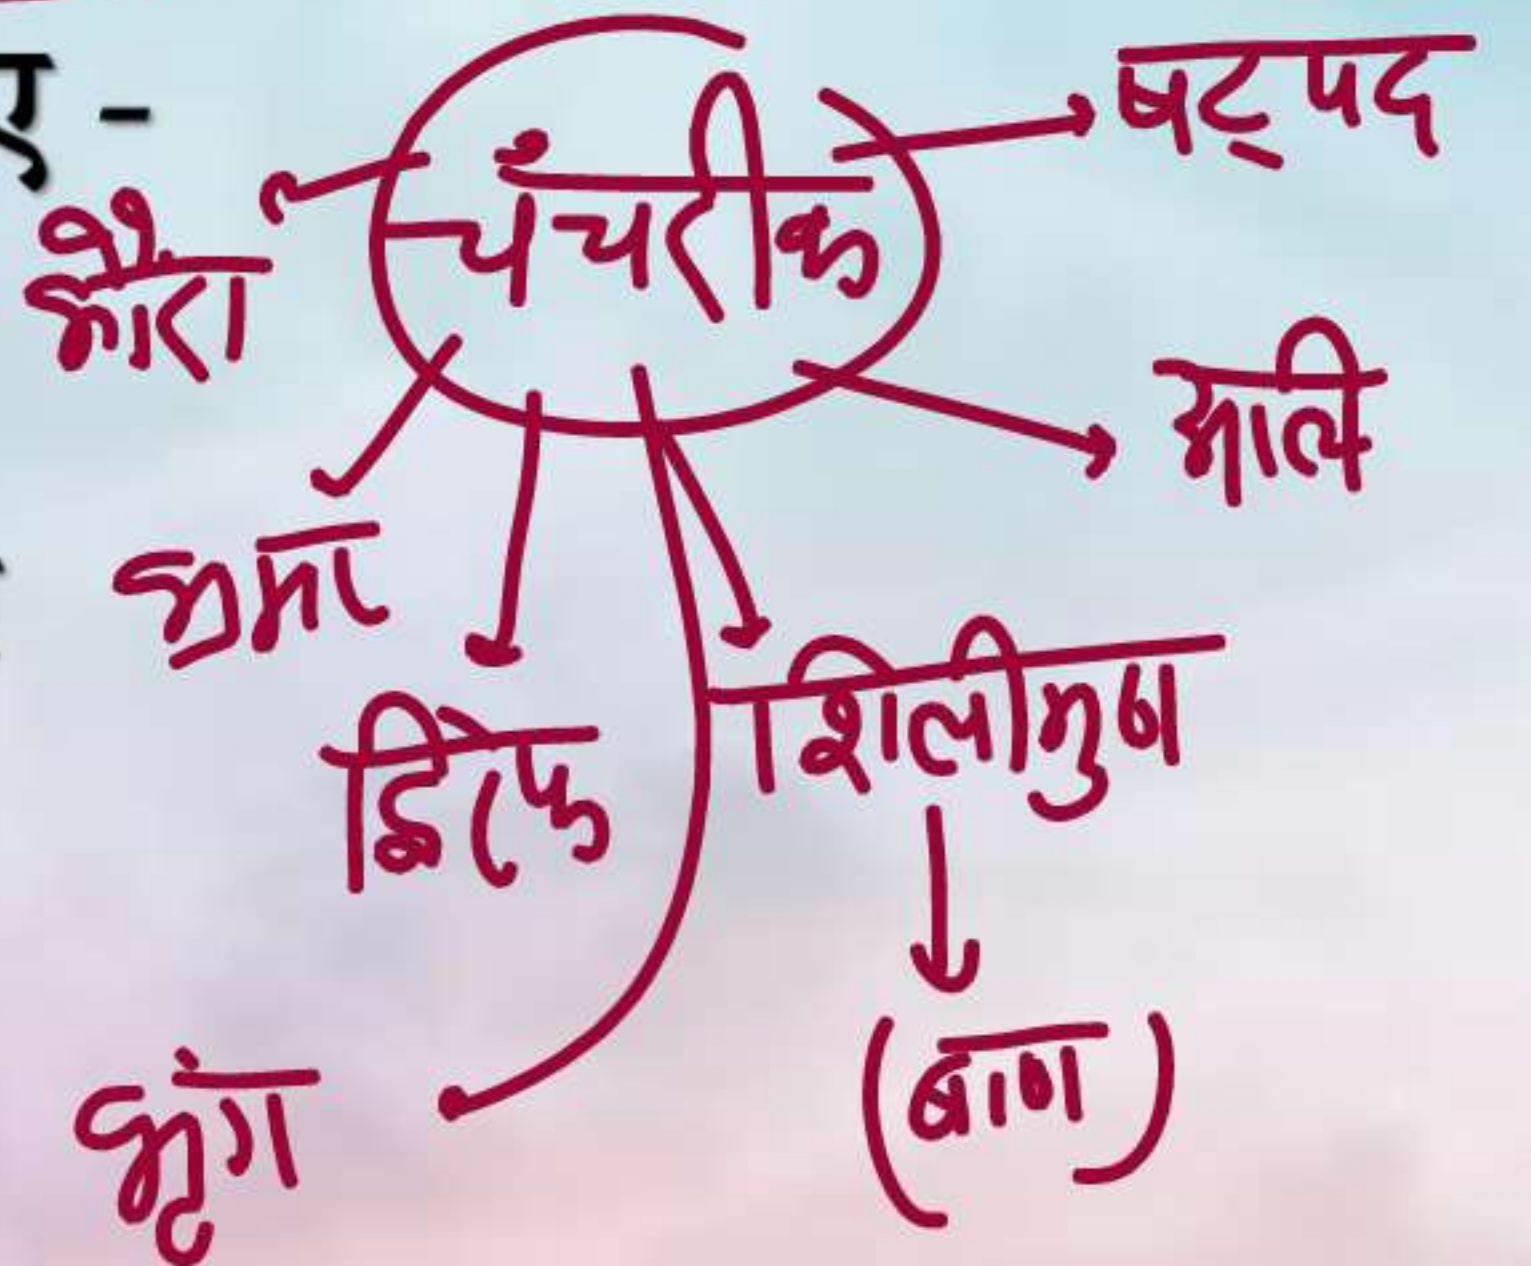 ए -
चंचरीक
षट्पद
भौंरा
अलि
भ्रमर
द्विरेफ
शिलीमुख
(बाण)
भृंग